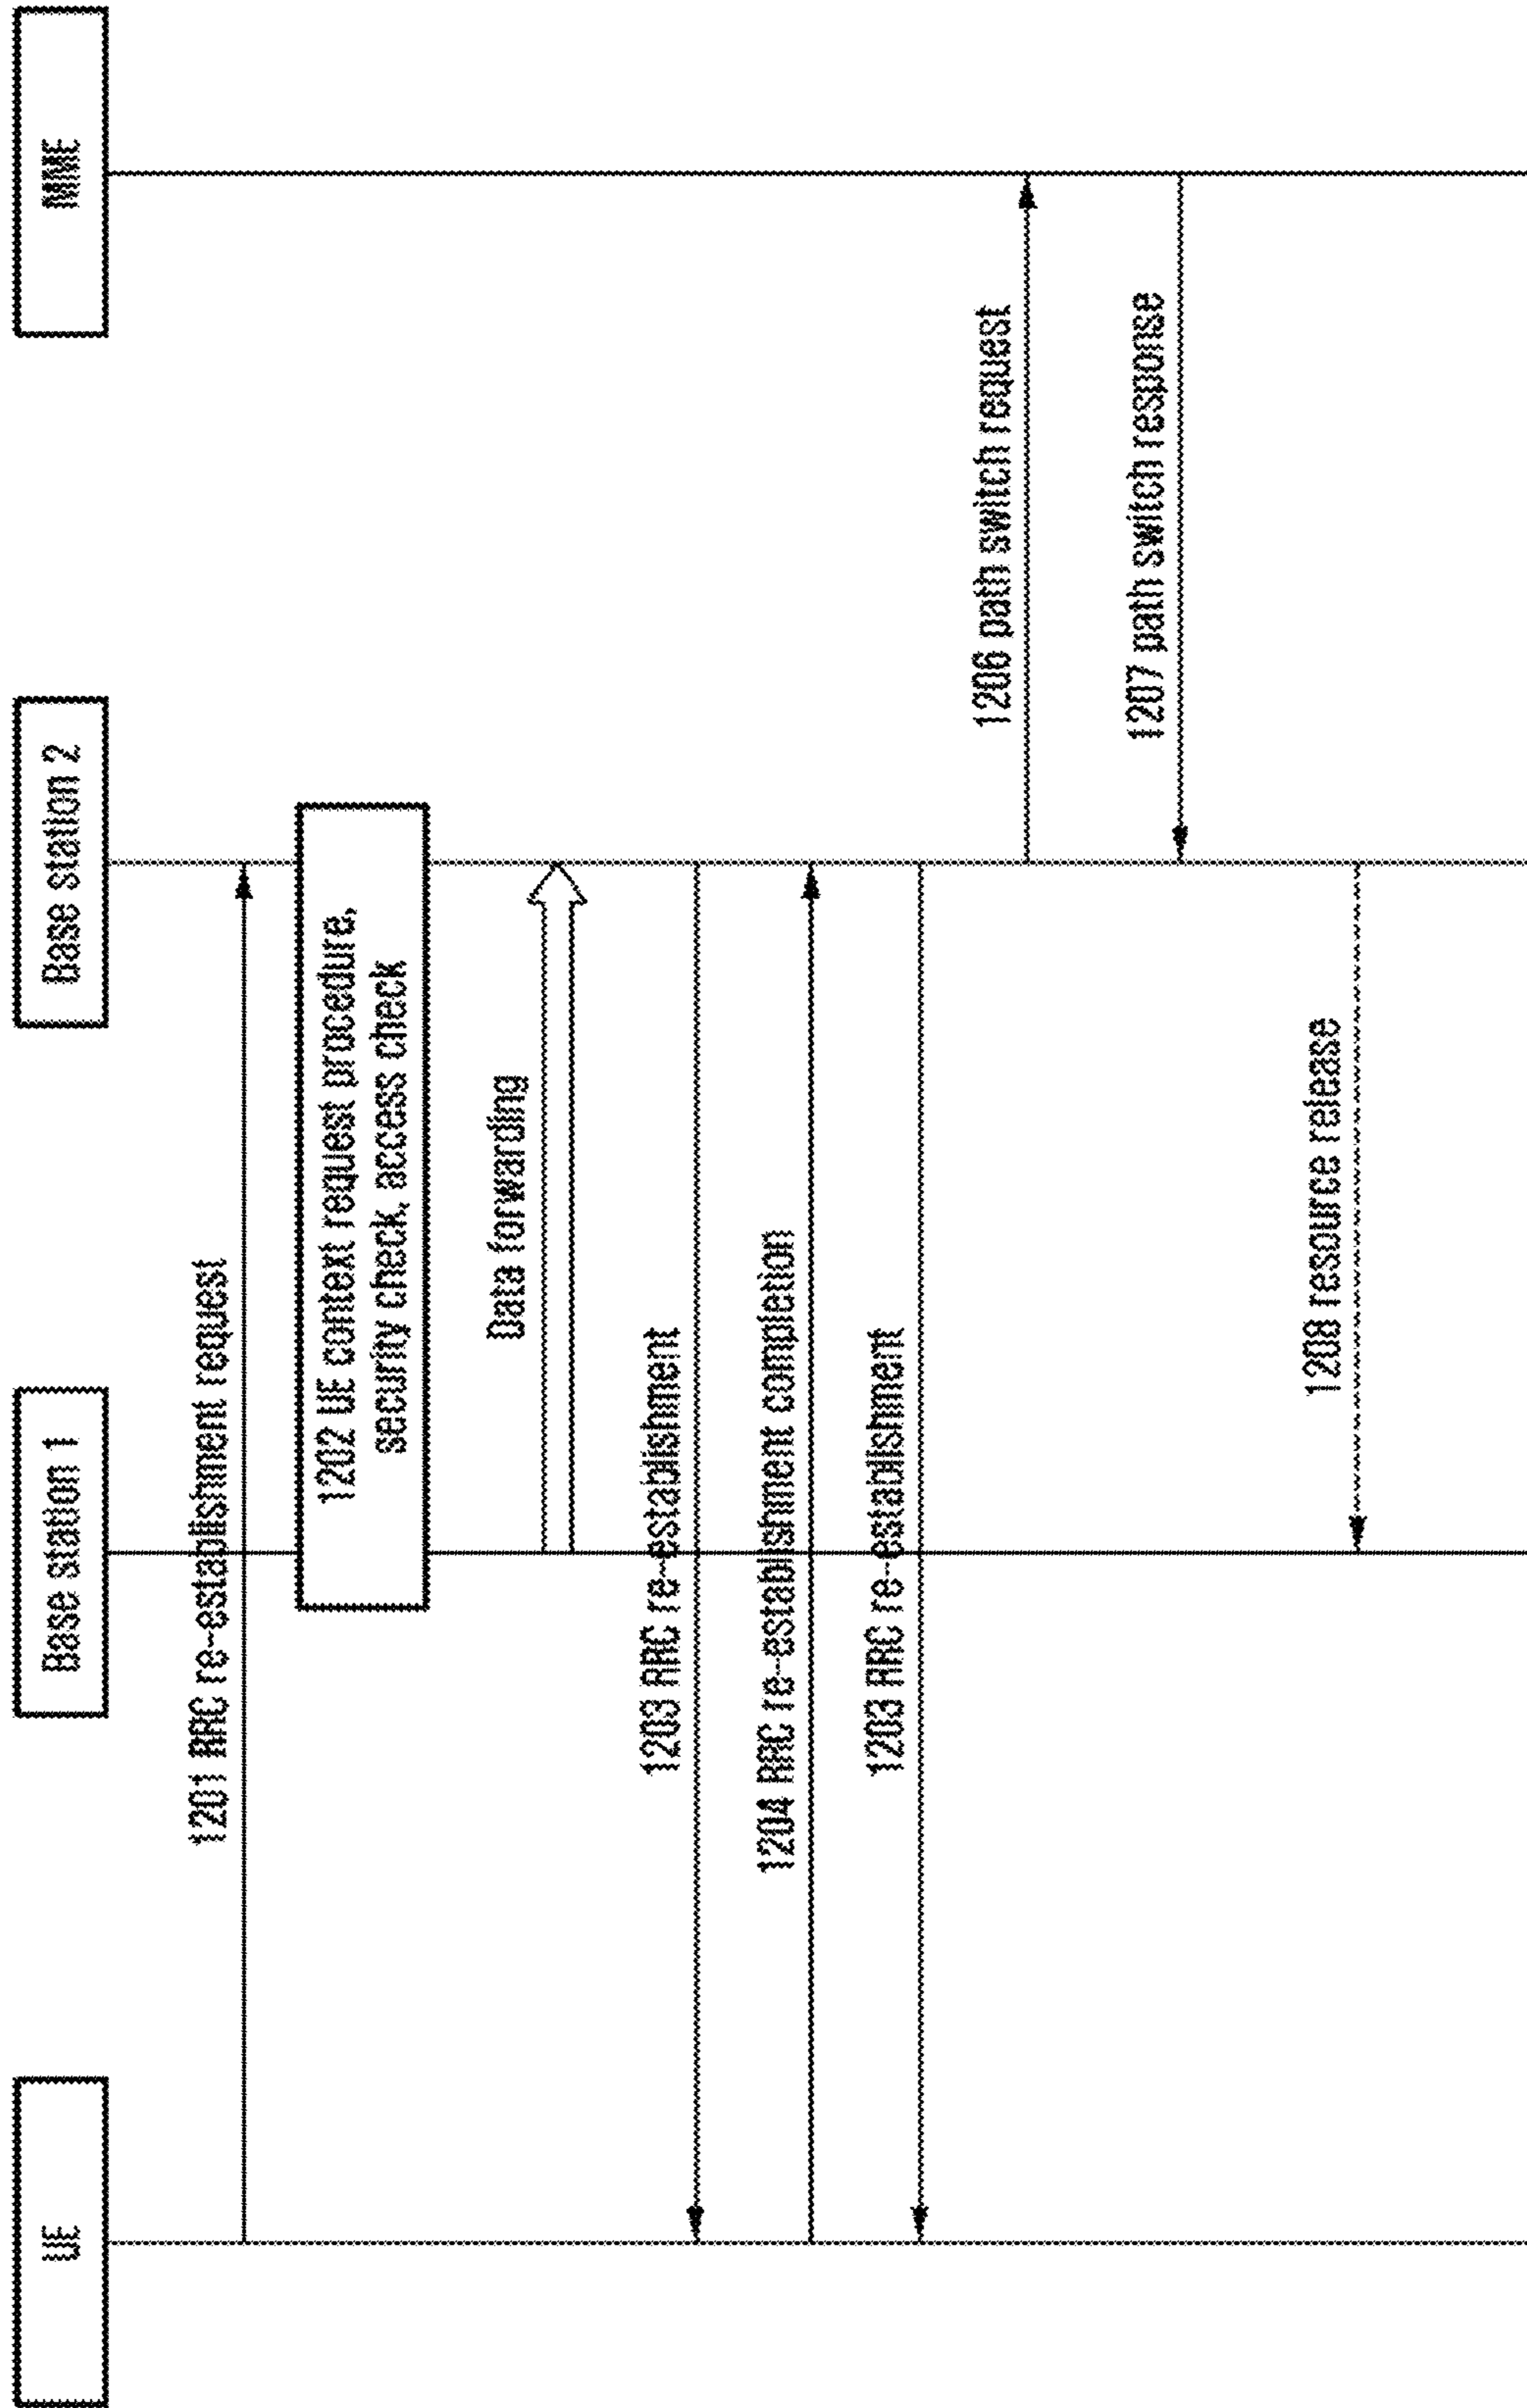 UE
Base station 1
Base station 2
MME
1201 RRC re-establishment request
1202 UE context request procedure,
security check, access check
Data forwarding
1203 RRC re-establishment
1204 RRC re-establishment completion
1203 RRC re-establishment
1206 path switch request
1207 path switch response
1208 resource release